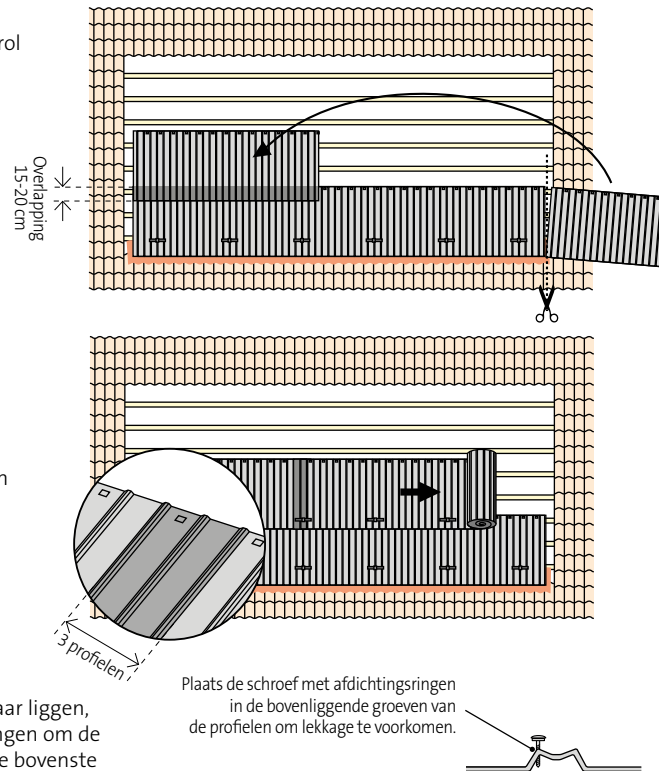 rol
Overlapping
15-20 cm
n
3 profielen
Plaats de schroef met afdichtingsringen
in de bovenliggende groeven van
de profielen om lekkage te voorkomen.
aar liggen,
ngen om de
e bovenste